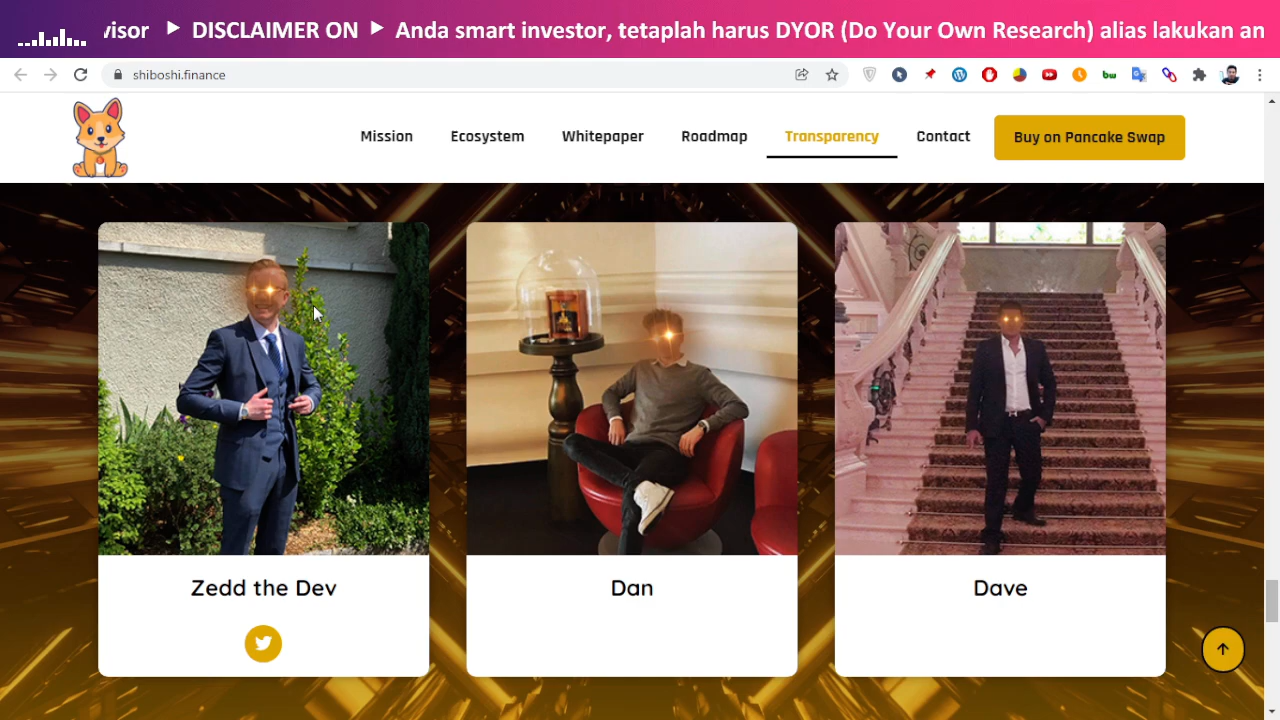 visor ▶ DISCLAIMER ON ▶ Anda smart investor, tetaplah harus DYOR (Do Your Own Research) alias lakukan an
shiboshi.finance
Mission Ecosystem Whitepaper Roadmap Transparency Contact Buy on Pancake Swap
Zedd the Dev Dan Dave